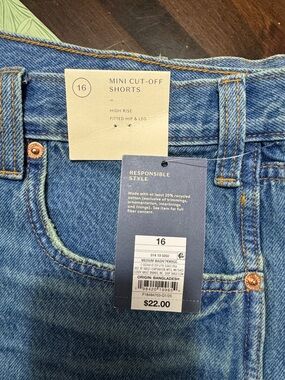 16
MINI CUT-OFF
SHORTS
HIGH RISE
FITTED HIP & LEG
RESPONSIBLE
STYLE
Made with at least 20% recycled
cotton (exclusive of trimmings,
ornamentation, interlinings
and linings). See item for full
fiber content.
16
MEDIUM WASH
ORIGIN: BANGLADESH
$22.00